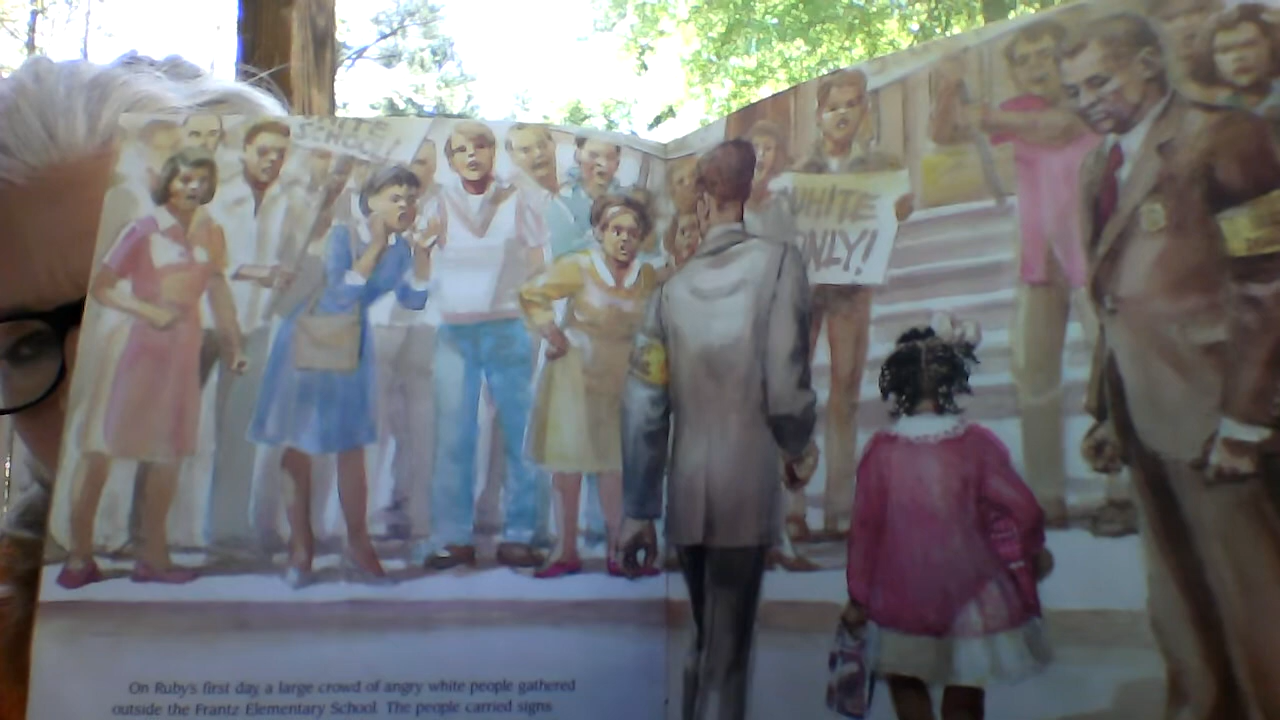 SCHOOL!
WHITE
ONLY!
On Ruby's first day, a large crowd of angry white people gathered
outside the Frantz Elementary School. The people carried signs